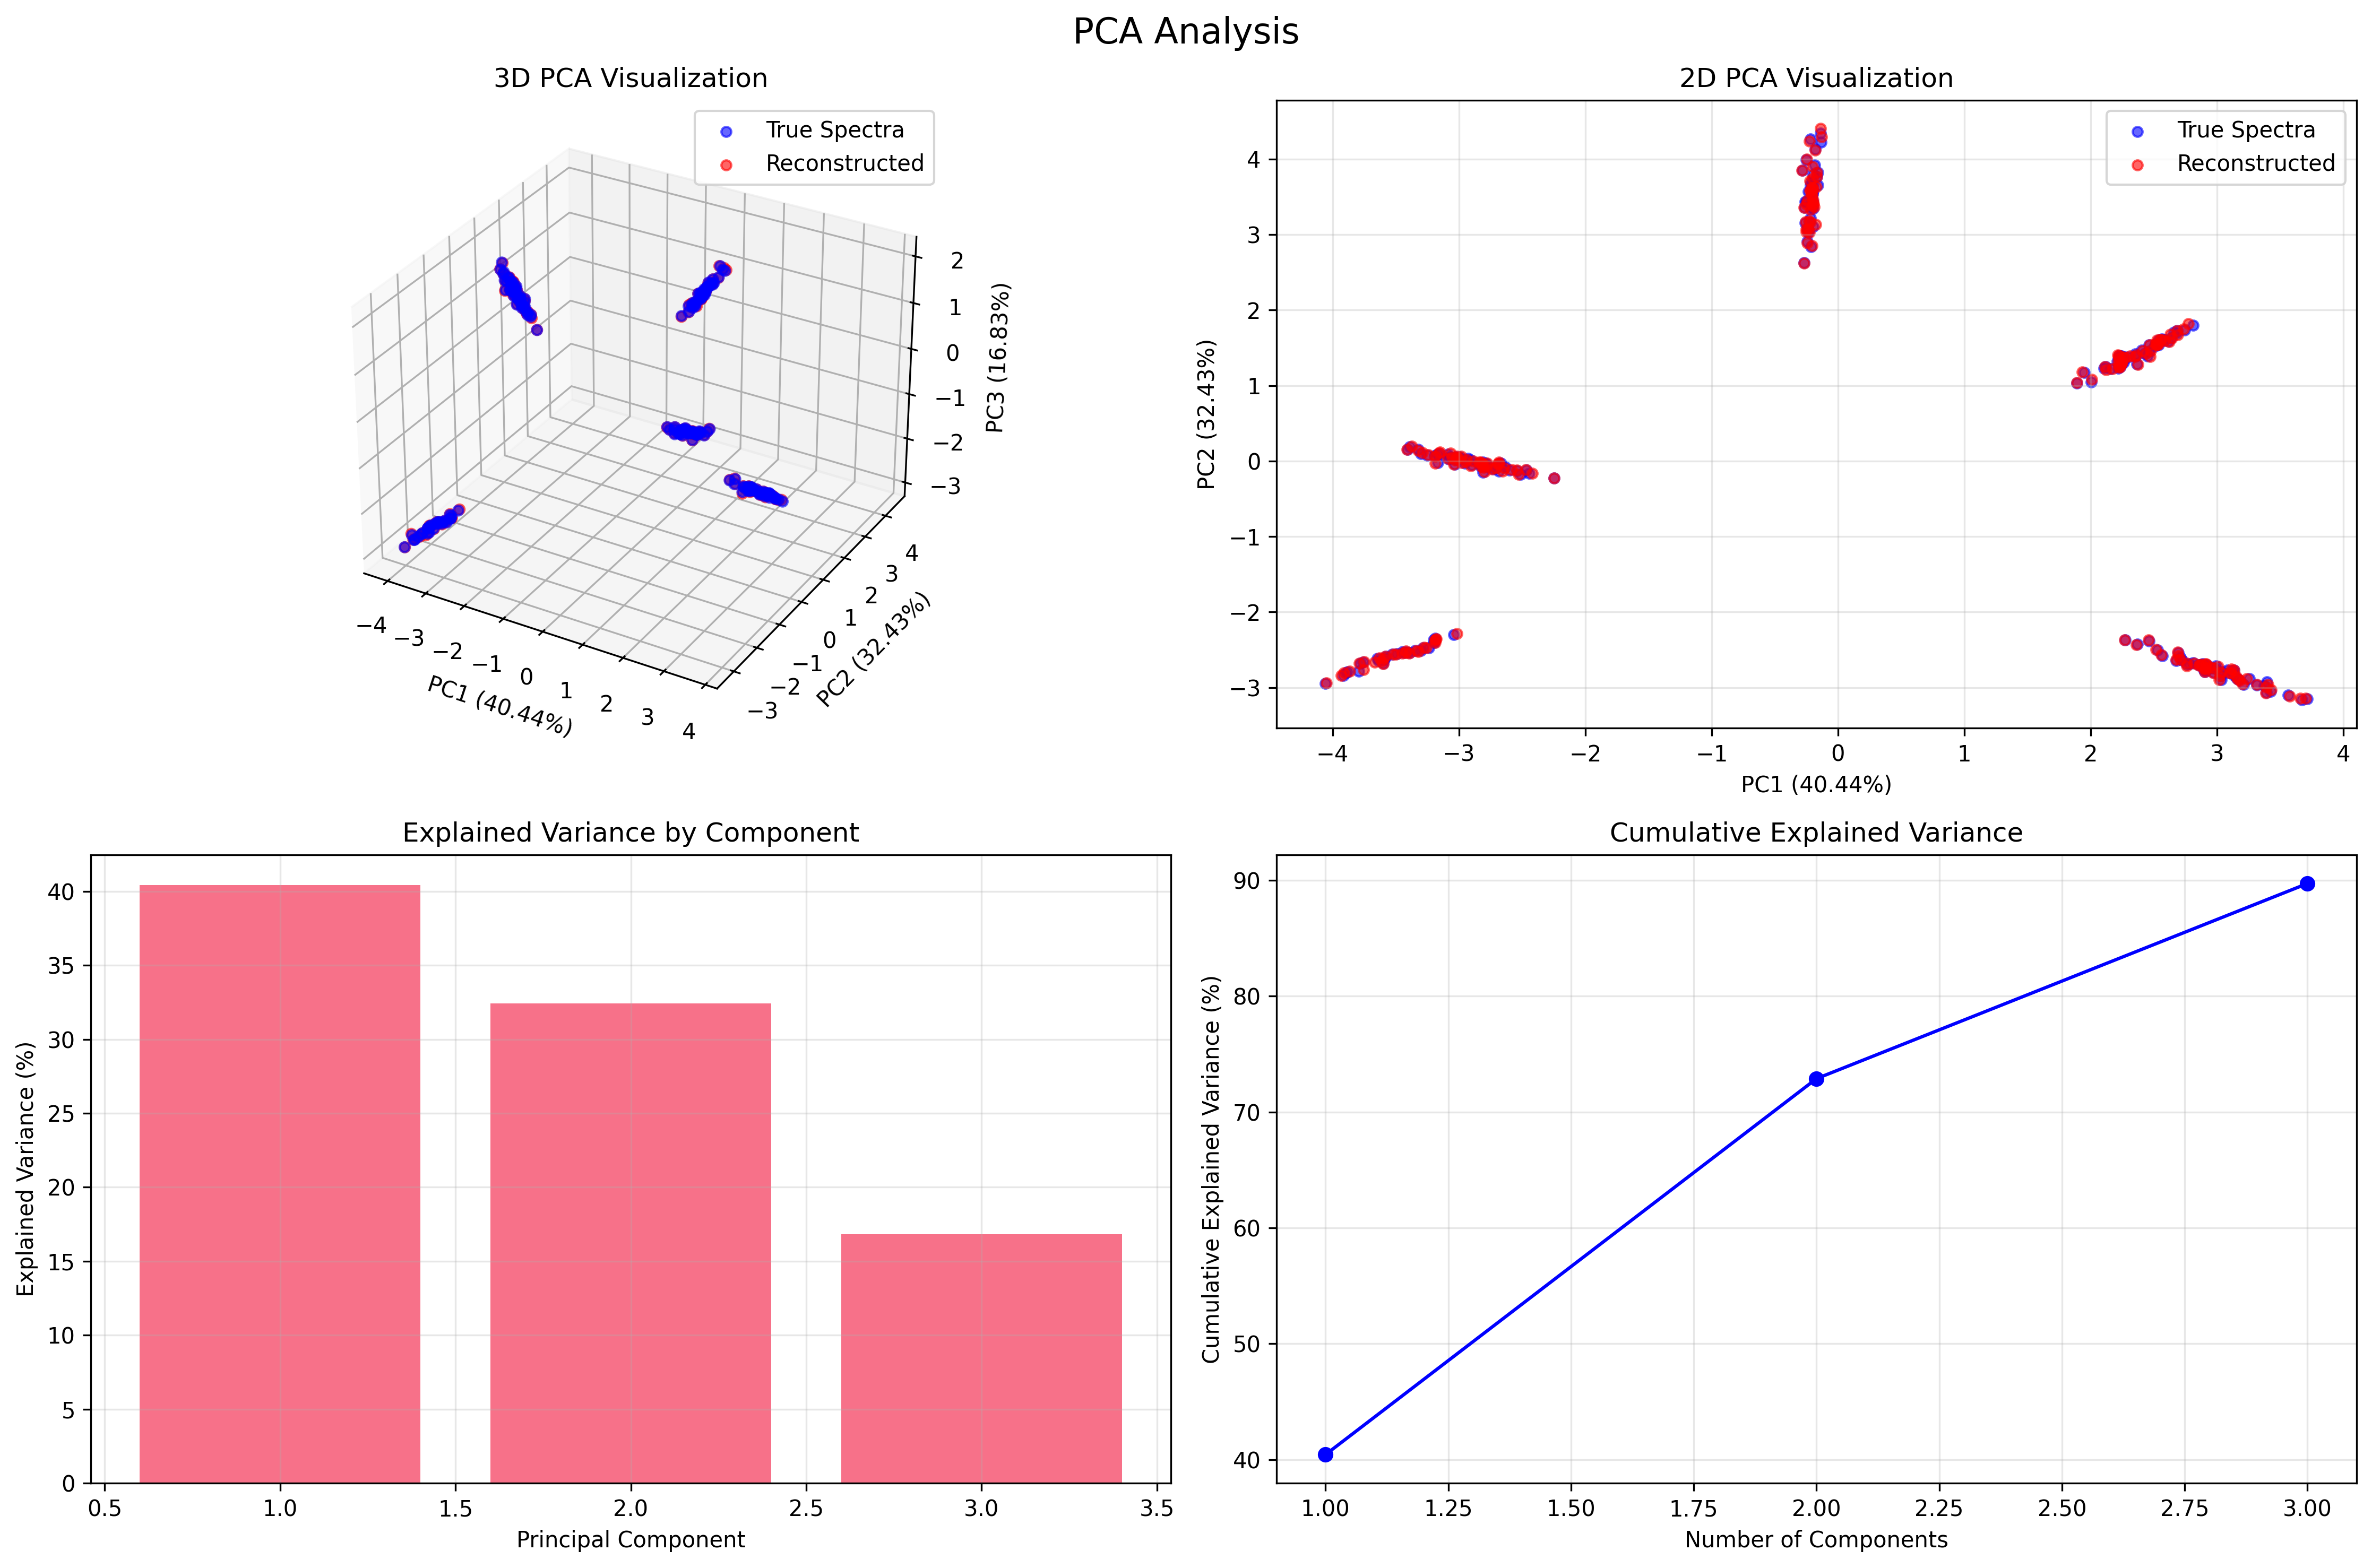 PCA Analysis
3D PCA Visualization
True Spectra
Reconstructed
2
1
0
−1
−2
−3
PC3 (16.83%)
4
3
2
1
0
−1
−2
−3
PC2 (32.43%)
−4
−3
−2
−1
0
1
2
3
4
PC1 (40.44%)
2D PCA Visualization
True Spectra
Reconstructed
4
3
2
1
0
−1
−2
−3
PC2 (32.43%)
−4 −3 −2 −1 0 1 2 3 4
PC1 (40.44%)
Explained Variance by Component
40
35
30
25
20
15
10
5
0
Explained Variance (%)
0.5 1.0 1.5 2.0 2.5 3.0 3.5
Principal Component
Cumulative Explained Variance
90
80
70
60
50
40
Cumulative Explained Variance (%)
1.00 1.25 1.50 1.75 2.00 2.25 2.50 2.75 3.00
Number of Components